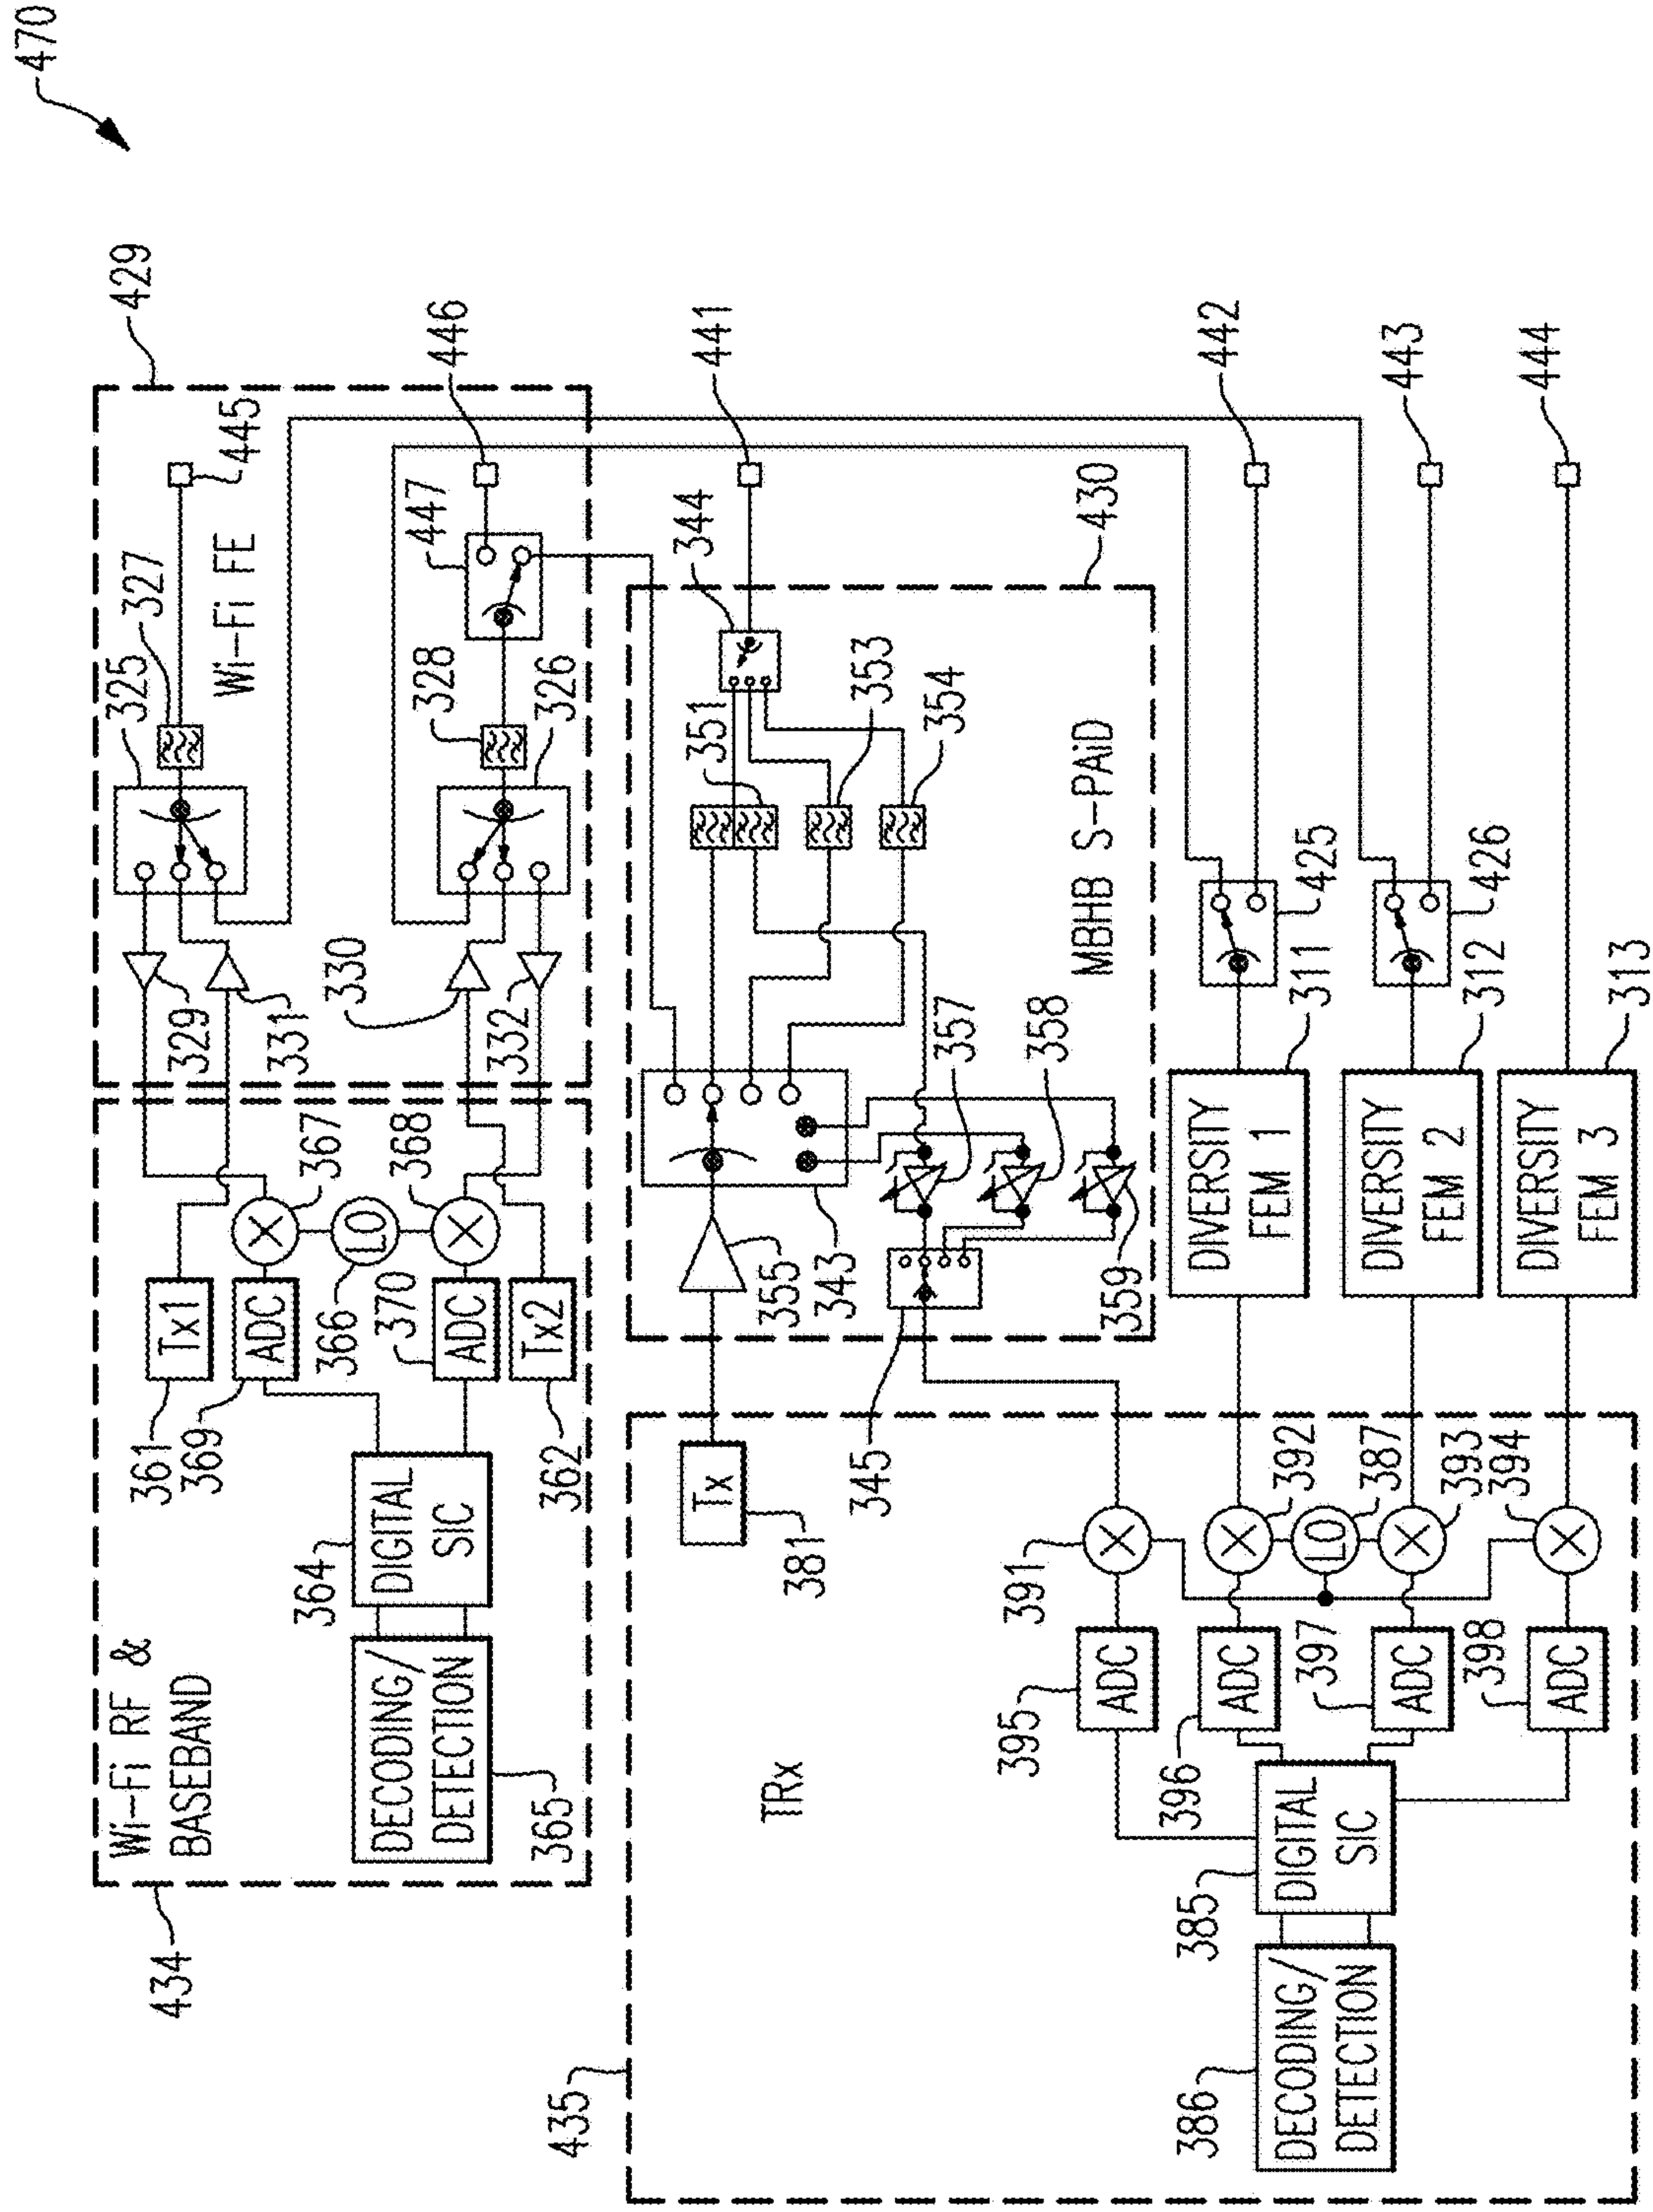 470
429
445
Wi-Fi FE
327
325
446
447
328
326
329
331
330
332
441
344
430
351
353
354
MBHB S-PAiD
442
443
444
425
426
311
312
313
357
358
359
355
343
345
DIVERSITY
FEM 1
DIVERSITY
FEM 2
DIVERSITY
FEM 3
367
368
LO
366
370
Tx1
ADC
ADC
Tx2
361
369
362
364
DIGITAL
SIC
DECODING/
DETECTION
365
Wi-Fi RF &
BASEBAND
434
Tx
381
391
392
387
393
394
LO
395
396
397
398
ADC
ADC
ADC
ADC
TRx
385
DIGITAL
SIC
386
DECODING/
DETECTION
435